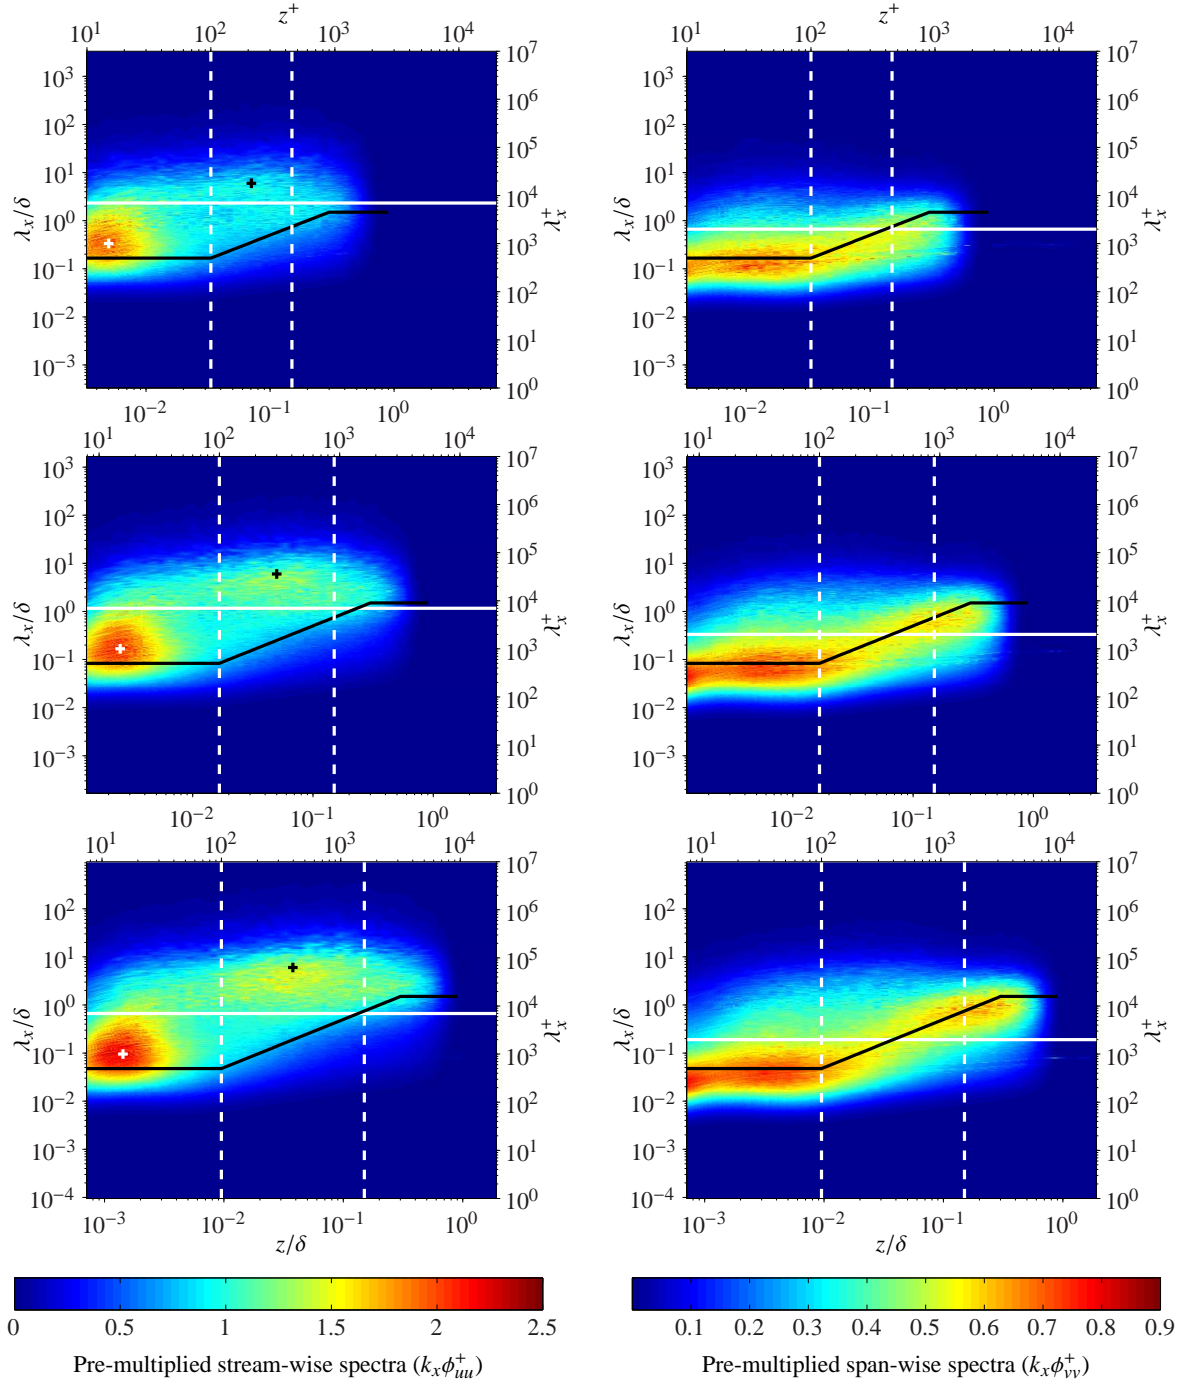 z⁺ z⁺
10¹ 10² 10³ 10⁴ 10¹ 10² 10³ 10⁴
10³ 10² 10¹ 10⁰ 10⁻¹ 10⁻² 10⁻³
λₓ/δ
10⁷ 10⁶ 10⁵ 10⁴ 10³ 10² 10¹ 10⁰
λₓ⁺
10³ 10² 10¹ 10⁰ 10⁻¹ 10⁻² 10⁻³
λₓ/δ
10⁷ 10⁶ 10⁵ 10⁴ 10³ 10² 10¹ 10⁰
λₓ⁺
10⁻² 10⁻¹ 10⁰ 10⁻² 10⁻¹ 10⁰
10¹ 10² 10³ 10⁴ 10¹ 10² 10³ 10⁴
10³ 10² 10¹ 10⁰ 10⁻¹ 10⁻² 10⁻³
λₓ/δ
10⁷ 10⁶ 10⁵ 10⁴ 10³ 10² 10¹ 10⁰
λₓ⁺
10³ 10² 10¹ 10⁰ 10⁻¹ 10⁻² 10⁻³
λₓ/δ
10⁷ 10⁶ 10⁵ 10⁴ 10³ 10² 10¹ 10⁰
λₓ⁺
10⁻² 10⁻¹ 10⁰ 10⁻² 10⁻¹ 10⁰
10¹ 10² 10³ 10⁴ 10¹ 10² 10³ 10⁴
10² 10¹ 10⁰ 10⁻¹ 10⁻² 10⁻³ 10⁻⁴
λₓ/δ
10⁷ 10⁶ 10⁵ 10⁴ 10³ 10² 10¹ 10⁰
λₓ⁺
10² 10¹ 10⁰ 10⁻¹ 10⁻² 10⁻³ 10⁻⁴
λₓ/δ
10⁷ 10⁶ 10⁵ 10⁴ 10³ 10² 10¹ 10⁰
λₓ⁺
10⁻³ 10⁻² 10⁻¹ 10⁰ 10⁻³ 10⁻² 10⁻¹ 10⁰
z/δ z/δ
0 0.5 1 1.5 2 2.5
Pre-multiplied stream-wise spectra (kₓϕ⁺ᵤᵤ)
0.1 0.2 0.3 0.4 0.5 0.6 0.7 0.8 0.9
Pre-multiplied span-wise spectra (kₓϕ⁺ᵥᵥ)